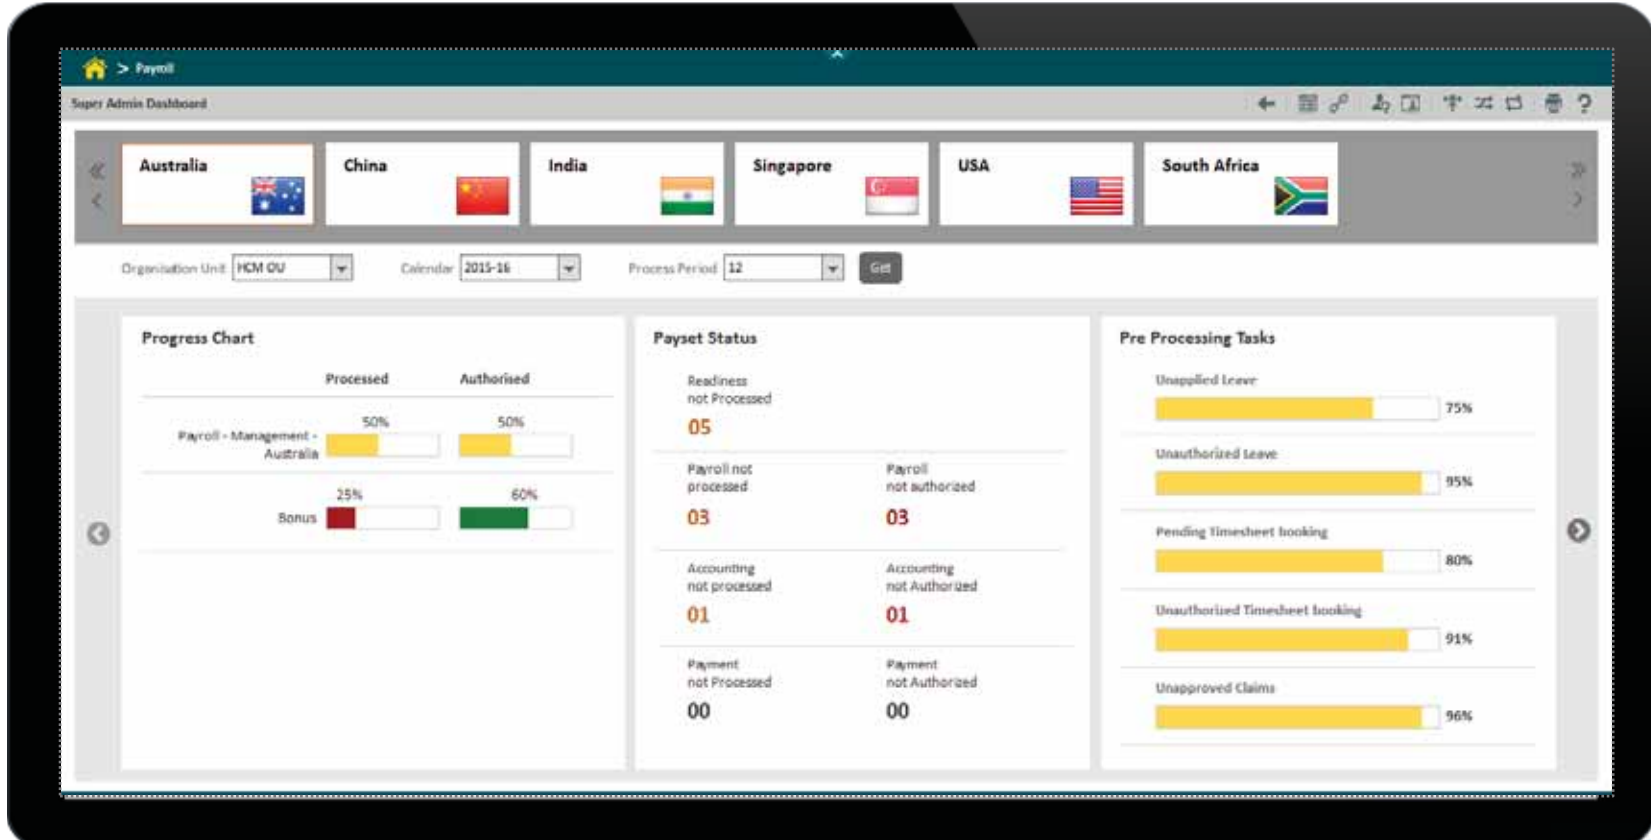 > Payroll
Super Admin Dashboard
?
Australia
China
India
Singapore
USA
South Africa
Organisation Unit HCM OU Calendar 2015-16 Process Period 12 Get
Progress Chart
Processed Authorised
50% 50%
Payroll - Management -
Australia
25% 60%
Bonus
Payset Status
Readiness
not Processed
05
Payroll not
processed
03
Payroll
not authorized
03
Accounting
not processed
01
Accounting
not Authorized
01
Payment
not Processed
00
Payment
not Authorized
00
Pre Processing Tasks
Unapplied Leave
75%
Unauthorized Leave
95%
Pending Timesheet booking
80%
Unauthorized Timesheet booking
91%
Unapproved Claims
96%